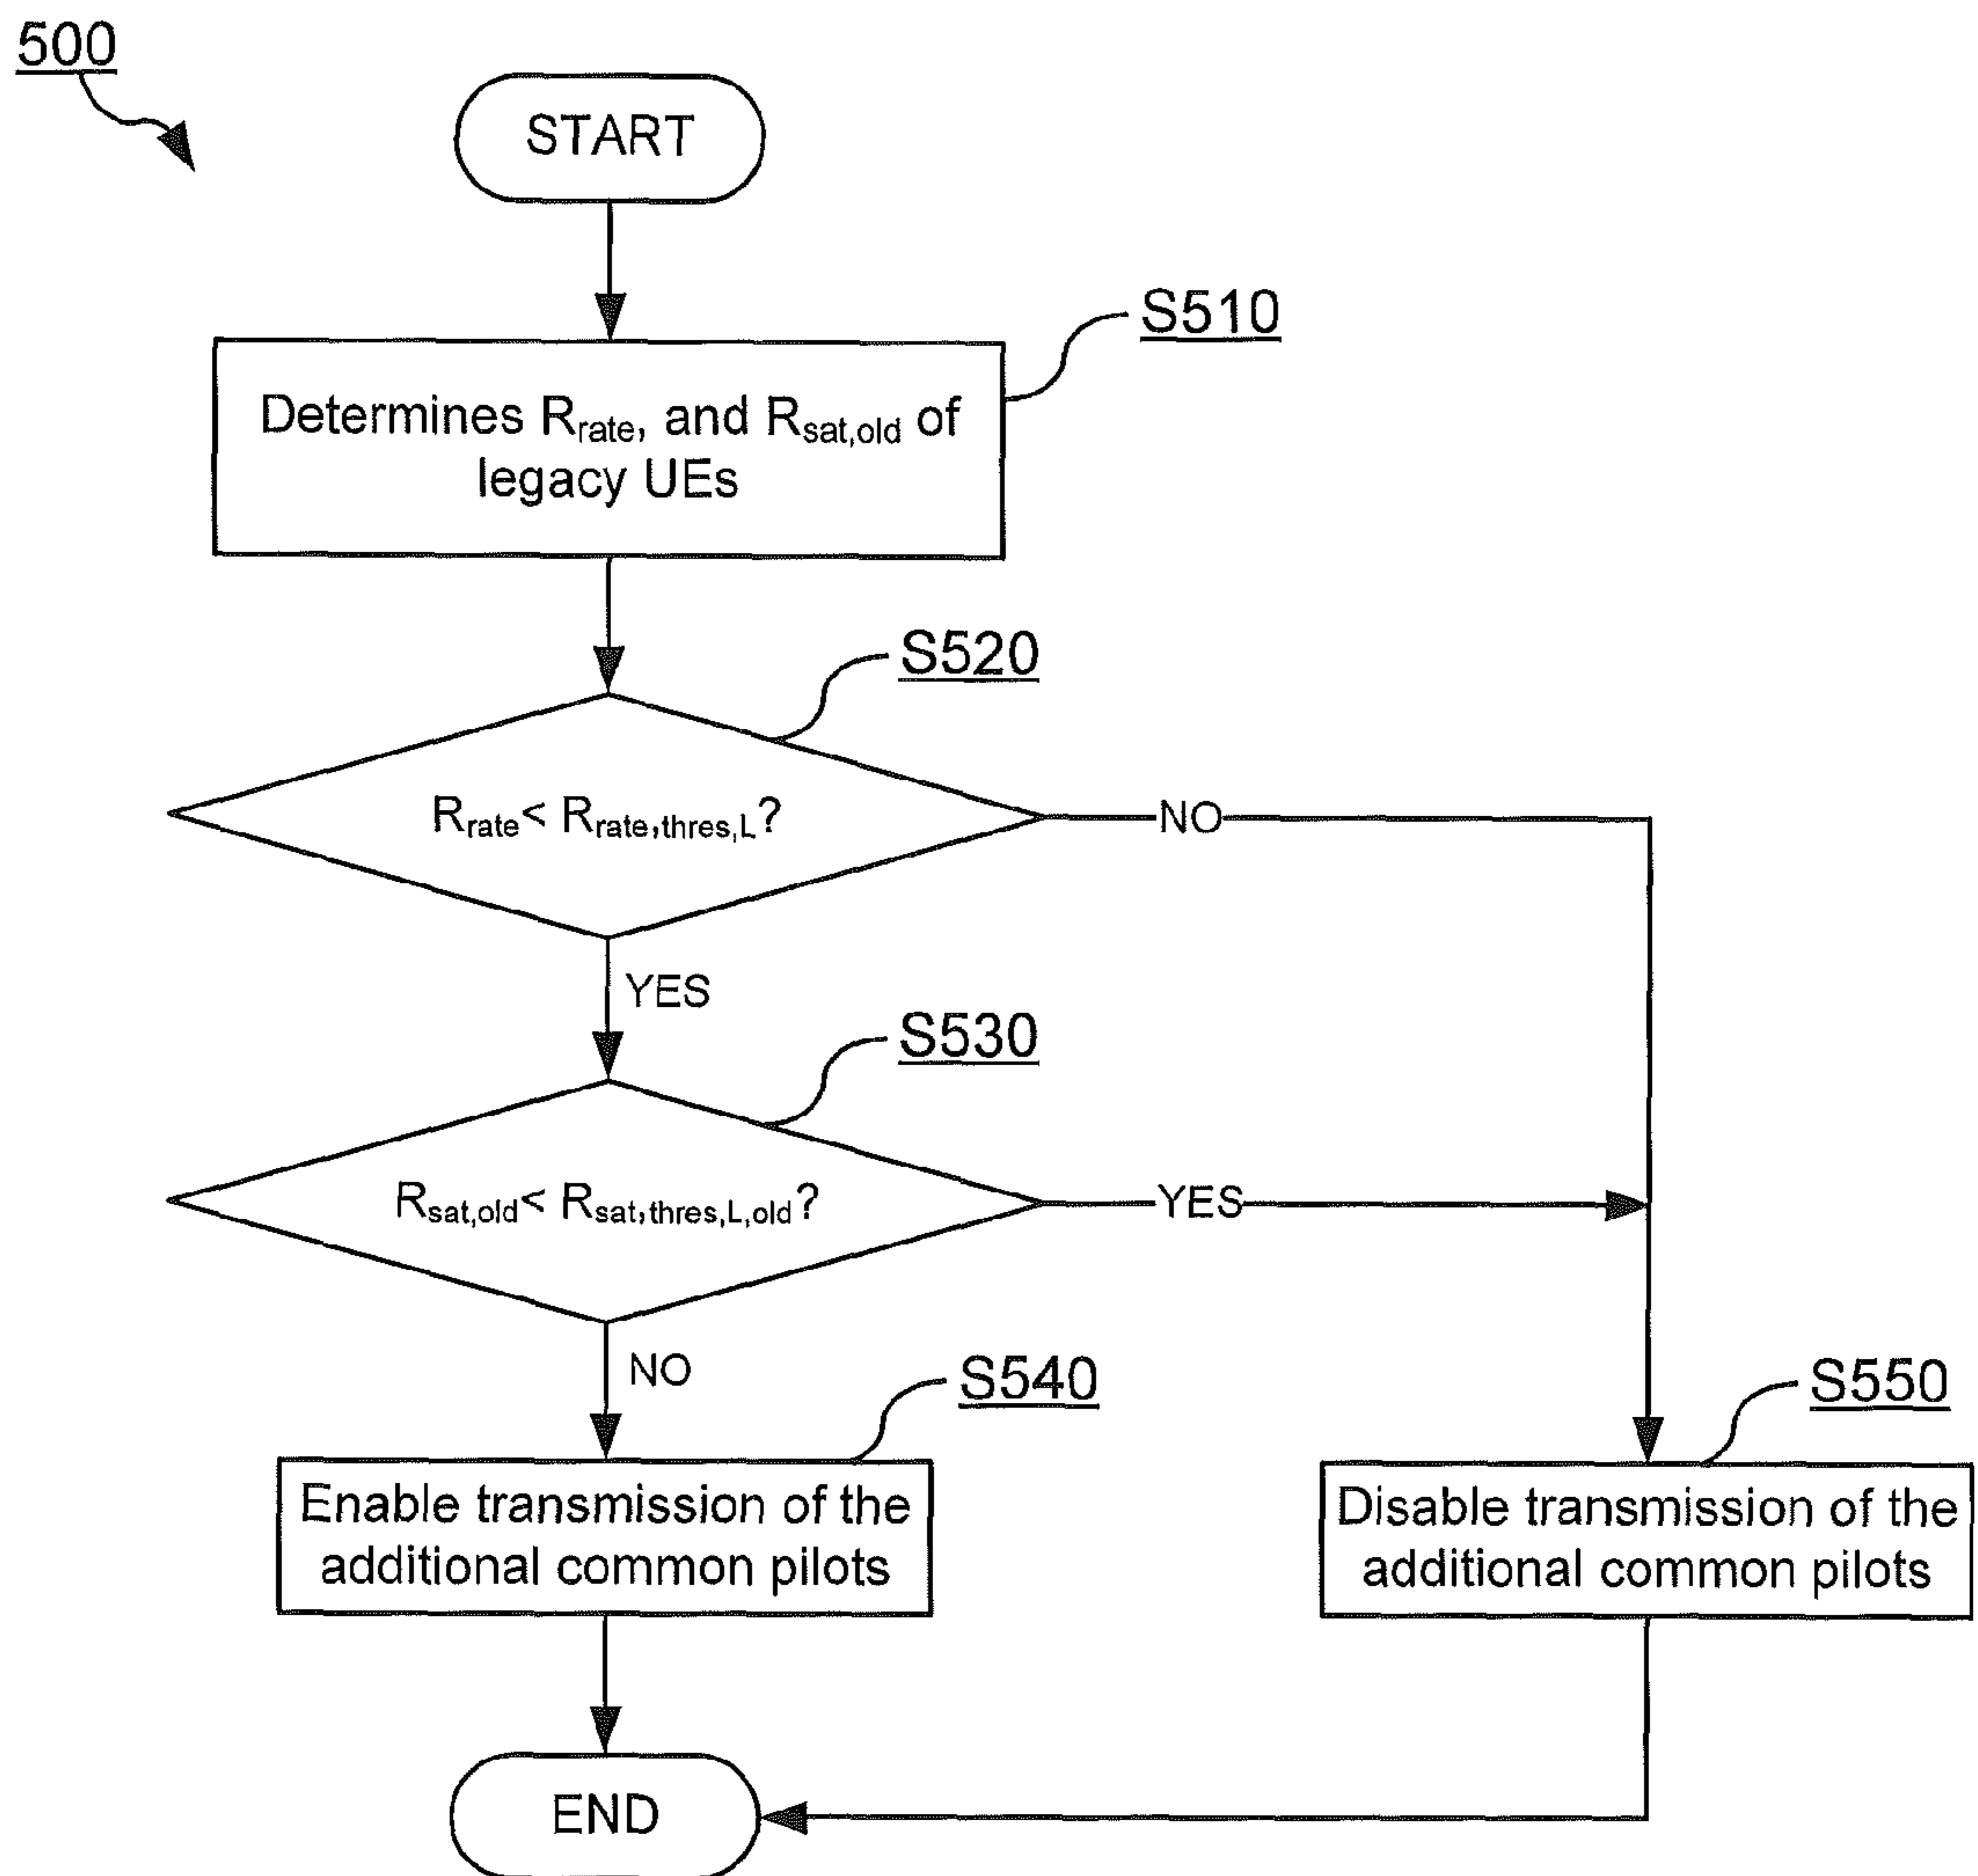 500
START
S510
Determines Rrate, and Rsat,old of
legacy UEs
S520
Rrate< Rrate,thres,L?
NO
YES
S530
Rsat,old< Rsat,thres,L,old?
YES
NO
S540
S550
Enable transmission of the
additional common pilots
Disable transmission of the
additional common pilots
END